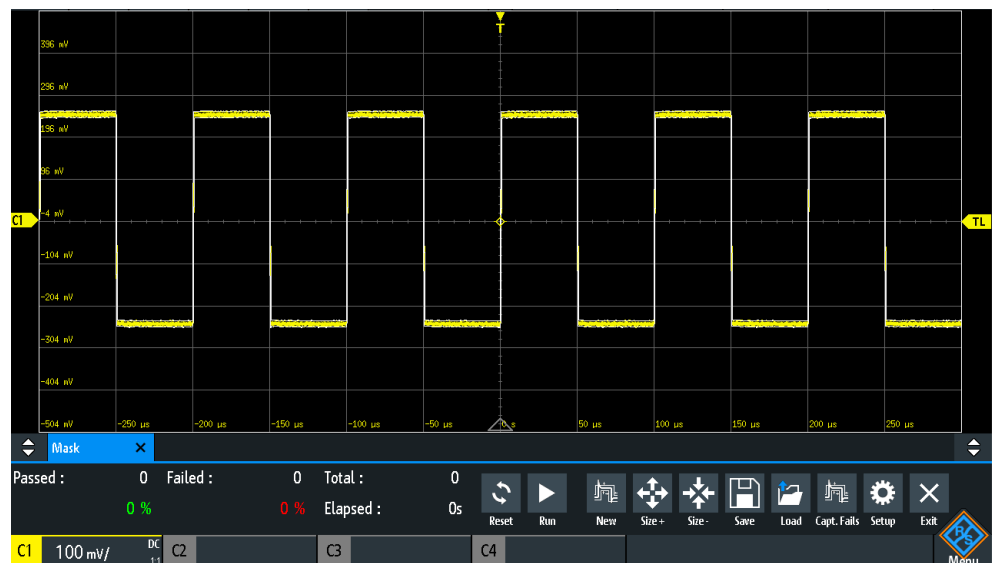 T
396 mV
296 mV
196 mV
96 mV
C1 -4 mV TL
-104 mV
-204 mV
-304 mV
-404 mV
-504 mV -250 µs -200 µs -150 µs -100 µs -50 µs 0 s 50 µs 100 µs 150 µs 200 µs 250 µs
Mask
Passed : 0 Failed : 0 Total : 0
0 % 0 % Elapsed : 0s
Reset Run New Size + Size - Save Load Capt. Fails Setup Exit
C1 100 mV/ DC 1:1 C2 C3 C4 R&S Menu